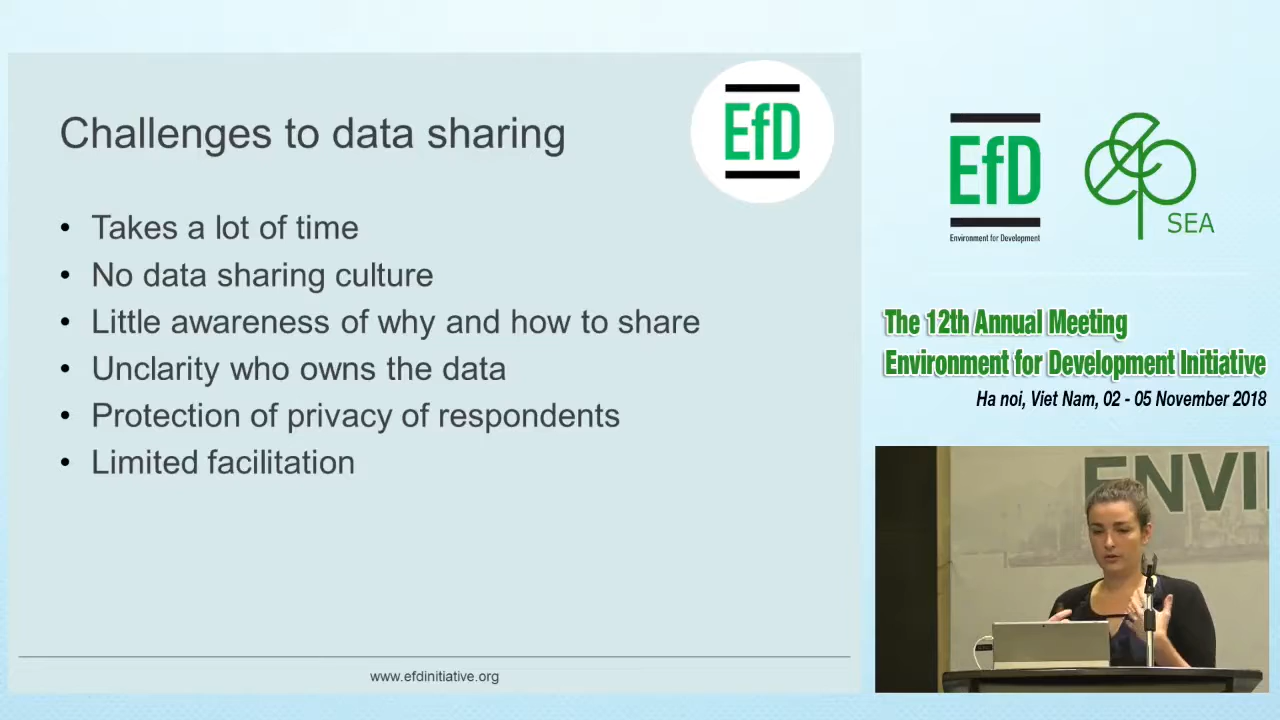 Challenges to data sharing
EfD
• Takes a lot of time
• No data sharing culture
• Little awareness of why and how to share
• Unclarity who owns the data
• Protection of privacy of respondents
• Limited facilitation
www.efdinitiative.org
EfD
Environment for Development
SEA
The 12th Annual Meeting
Environment for Development Initiative
Ha noi, Viet Nam, 02 - 05 November 2018
ENVI